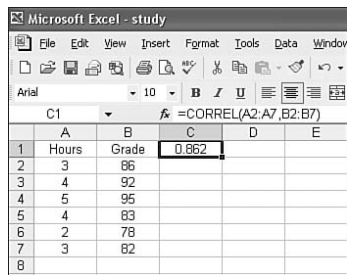 Microsoft Excel - study
File Edit View Insert Format Tools Data Window
Arial 10 B I U
C1 fx =CORREL(A2:A7,B2:B7)
A B C D E
1 Hours Grade 0.862
2 3 86
3 4 92
4 5 95
5 4 83
6 2 78
7 3 82
8